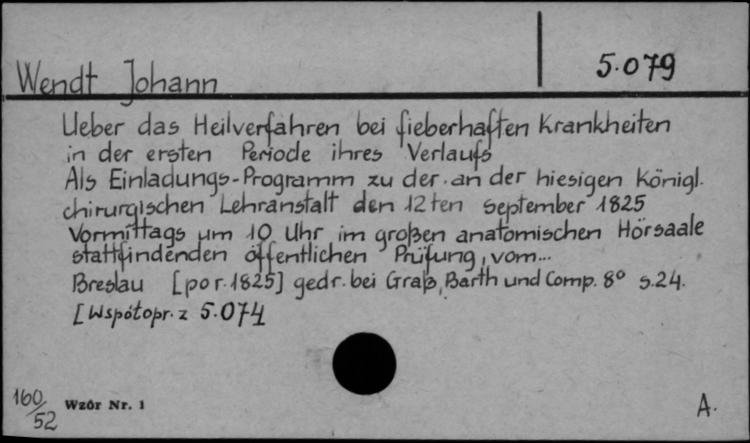 Wendt Johann
5.079
Ueber das Heilverfahren bei fieberhaften Krankheiten
in der ersten Periode ihres Verlaufs
Als Einladungs-Programm zu der an der hiesigen Königl.
chirurgischen Lehranstalt den 12ten September 1825
Vormittags um 10 Uhr im großen anatomischen Hörsaale
stattfindenden öffentlichen Prüfung, vom...
Breslau [por. 1825] gedr. bei Graß, Barth und Comp. 8° s. 24.
[Wspótopr. z 5.074
160/52
Wzór Nr. 1
A.